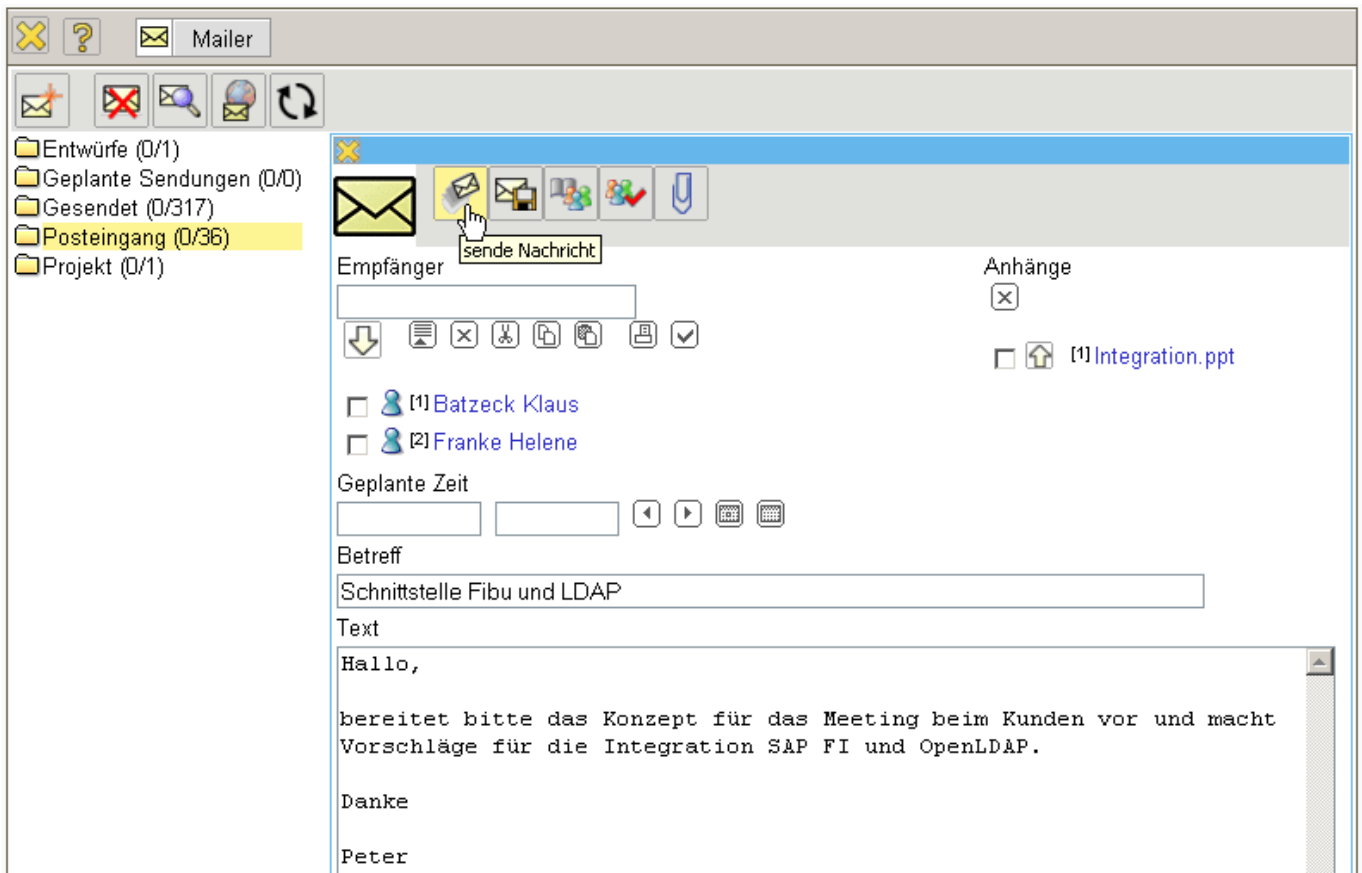 Mailer
Entwürfe (0/1)
Geplante Sendungen (0/0)
Gesendet (0/317)
Posteingang (0/36)
Projekt (0/1)
sende Nachricht
Empfänger
Anhänge
[1] Integration.ppt
[1] Batzeck Klaus
[2] Franke Helene
Geplante Zeit
Betreff
Schnittstelle Fibu und LDAP
Text
Hallo,
bereitet bitte das Konzept für das Meeting beim Kunden vor und macht
Vorschläge für die Integration SAP FI und OpenLDAP.
Danke
Peter